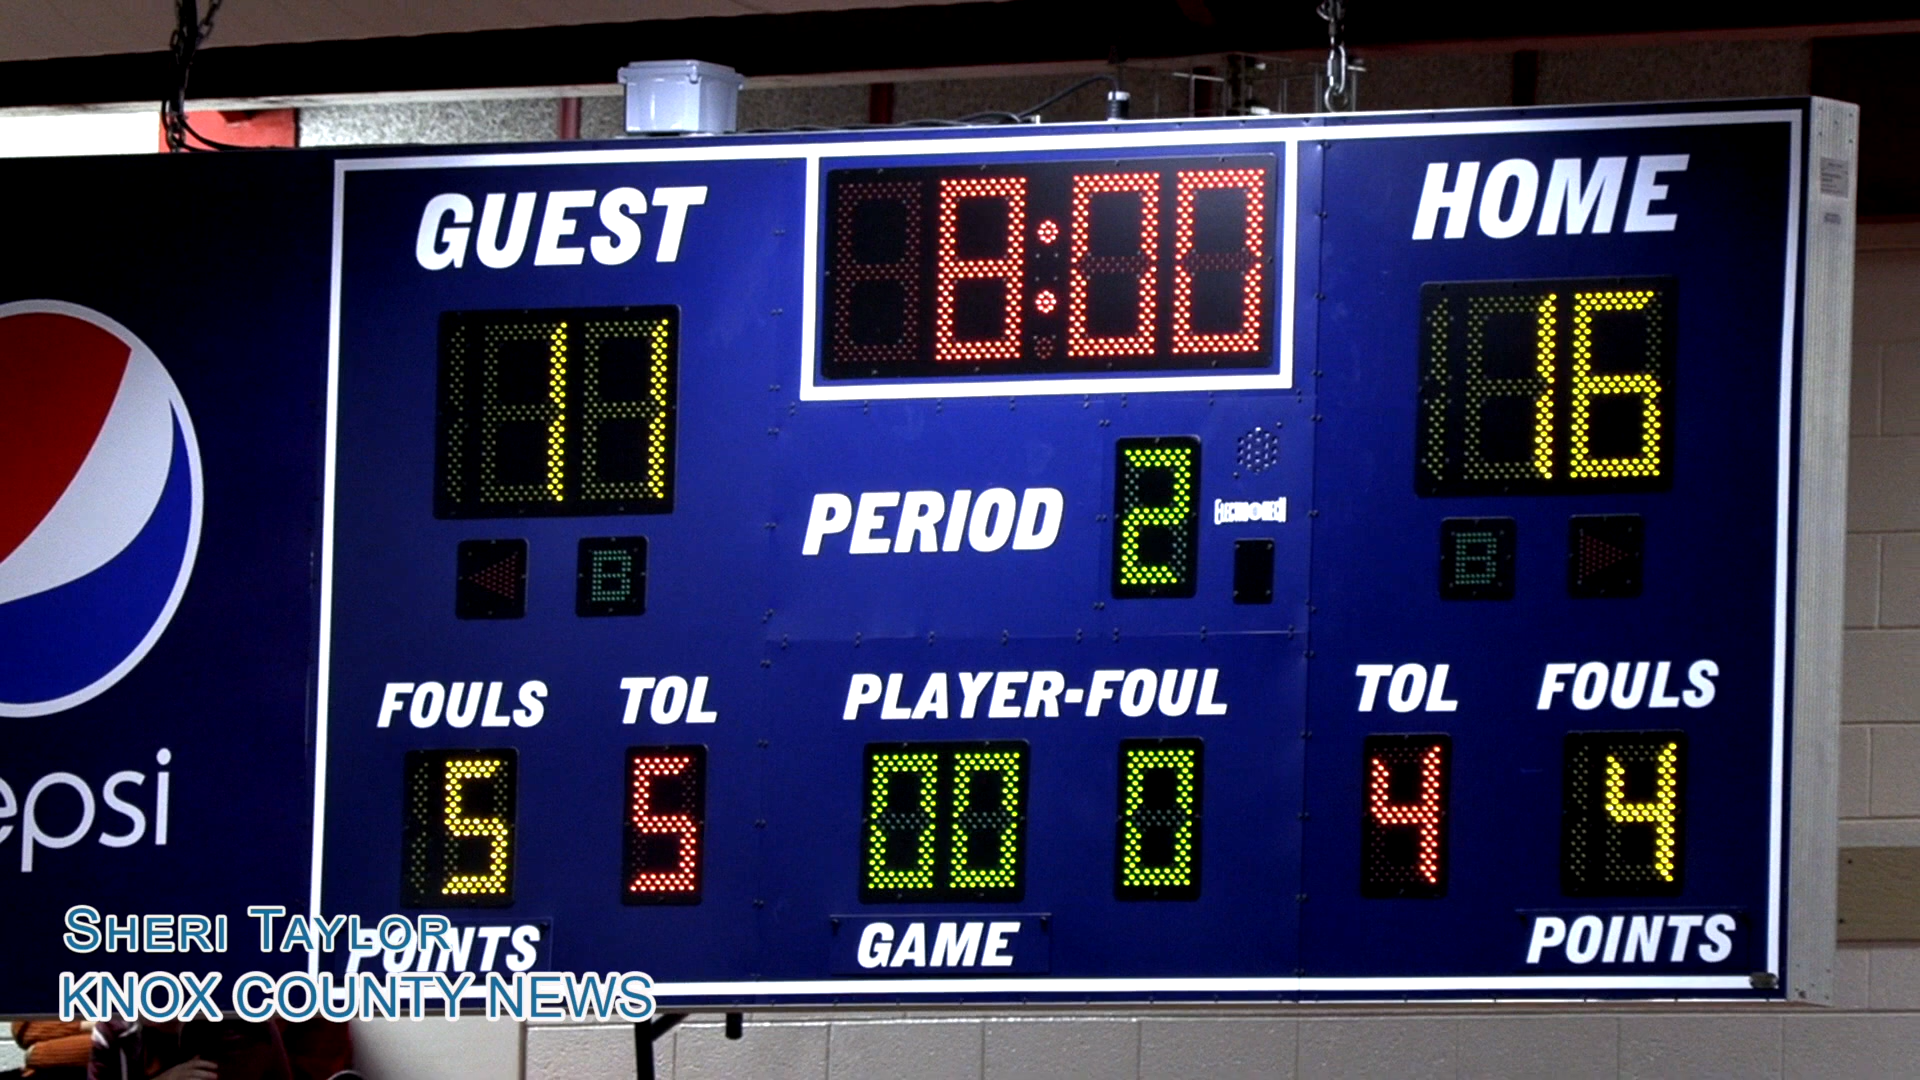 GUEST
8:00
HOME
11
16
PERIOD
2
B
B
FOULS
TOL
PLAYER-FOUL
TOL
FOULS
5
5
00
0
4
4
POINTS
GAME
POINTS
epsi
SHERI TAYLOR
KNOX COUNTY NEWS